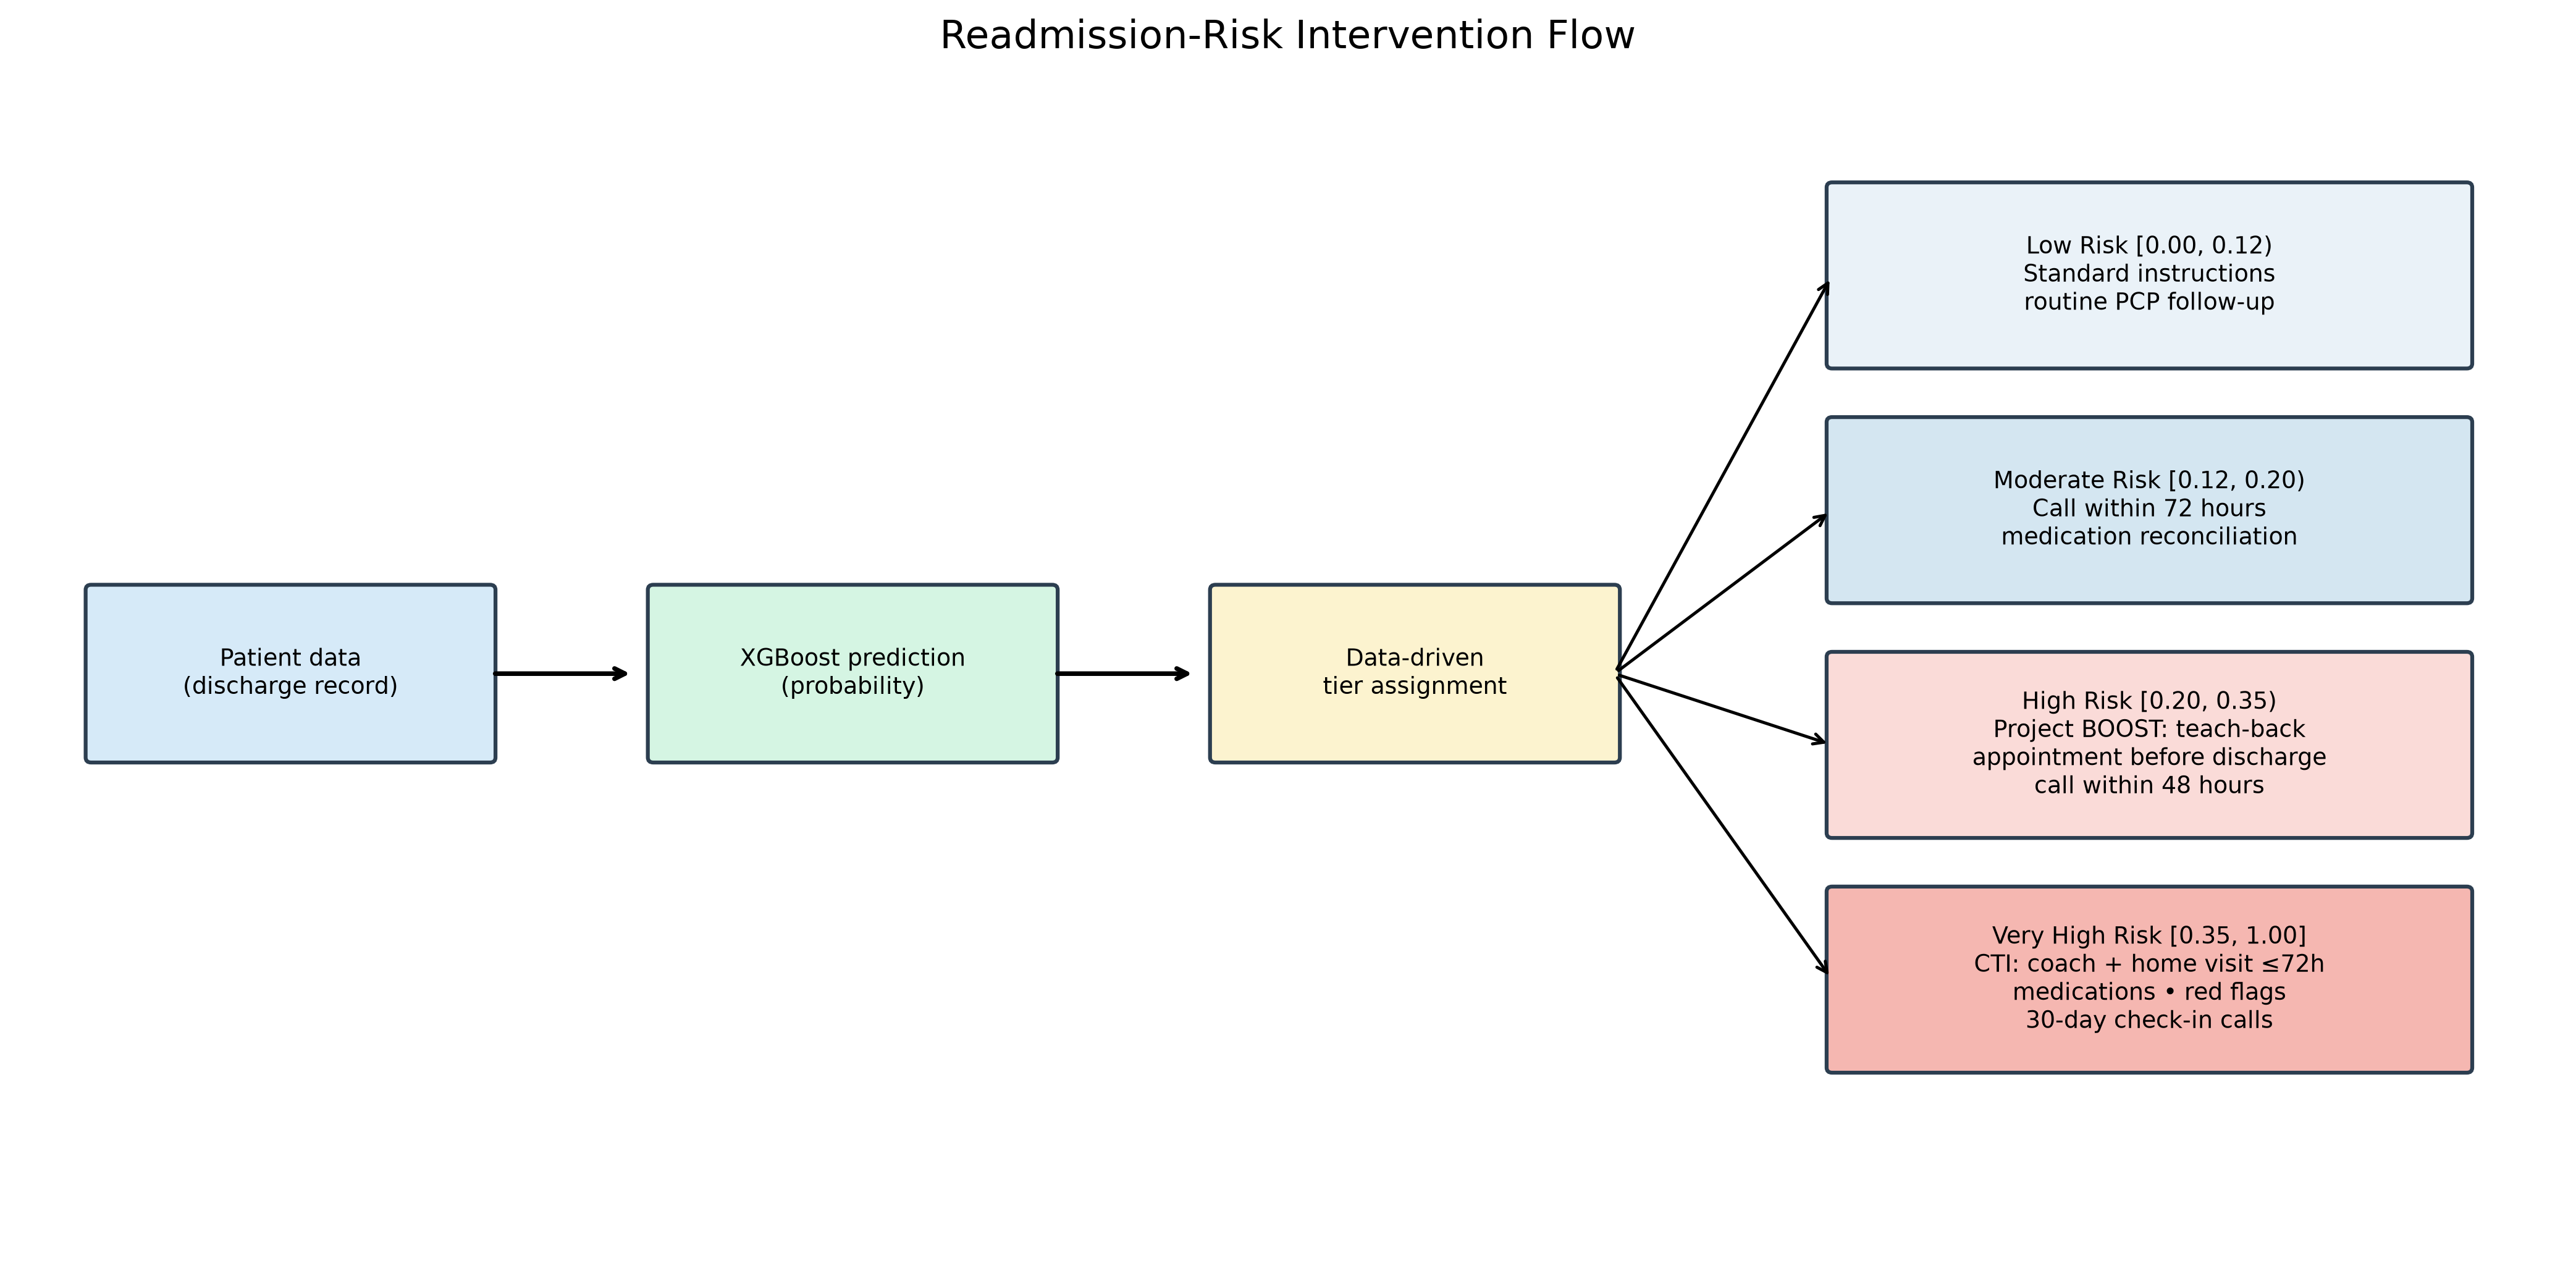 Readmission-Risk Intervention Flow
Patient data
(discharge record)
XGBoost prediction
(probability)
Data-driven
tier assignment
Low Risk [0.00, 0.12)
Standard instructions
routine PCP follow-up
Moderate Risk [0.12, 0.20)
Call within 72 hours
medication reconciliation
High Risk [0.20, 0.35)
Project BOOST: teach-back
appointment before discharge
call within 48 hours
Very High Risk [0.35, 1.00]
CTI: coach + home visit ≤72h
medications • red flags
30-day check-in calls